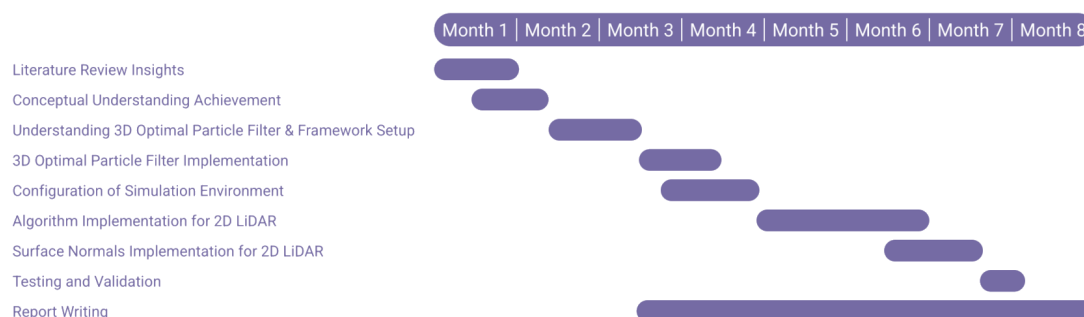 Month 1 | Month 2 | Month 3 | Month 4 | Month 5 | Month 6 | Month 7 | Month 8
Literature Review Insights
Conceptual Understanding Achievement
Understanding 3D Optimal Particle Filter & Framework Setup
3D Optimal Particle Filter Implementation
Configuration of Simulation Environment
Algorithm Implementation for 2D LiDAR
Surface Normals Implementation for 2D LiDAR
Testing and Validation
Report Writing